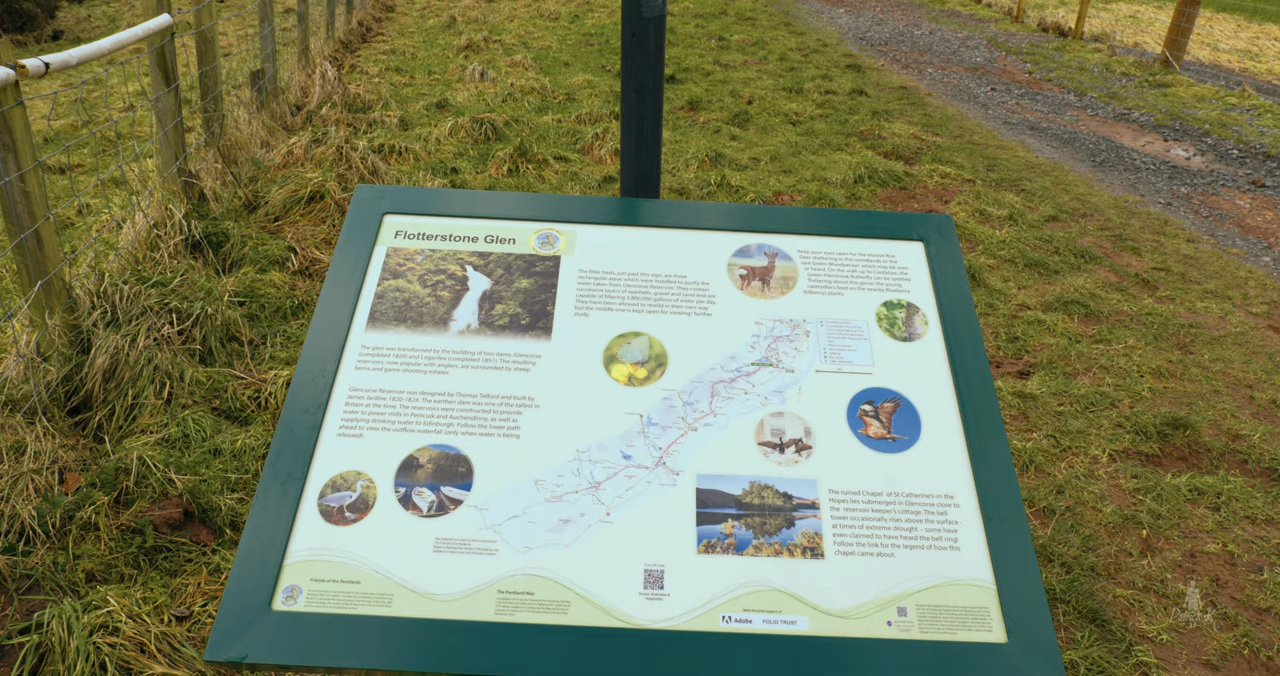 Flotterstone Glen
The filter beds, just past this sign, are three
rectangular areas which were installed to purify the
water taken from Glencorse Reservoir. They contain
successive layers of seashells, gravel and sand and are
capable of filtering 3,800,000 gallons of water per day.
They have been allowed to rewild in their own way
but the middle one is kept open for viewing/ further
study.
Keep your eyes open for the elusive Roe
Deer sheltering in the woodlands or the
rare Green Woodpecker which may be seen
or heard. On the walk up to Castlelaw, the
Green Hairstreak Butterfly can be spotted
fluttering about the gorse-the young
caterpillars feed on the nearby Blaeberry
(bilberry) plants.
The glen was transformed by the building of two dams: Glencorse
(completed 1824) and Loganlea (completed 1851). The resulting
reservoirs, now popular with anglers, are surrounded by sheep
farms and game-shooting estates.
Glencorse Reservoir was designed by Thomas Telford and built by
James Jardine 1820-1824. The earthen dam was one of the tallest in
Britain at the time. The reservoirs were constructed to provide
water to power mills in Penicuik and Auchendinny, as well as
supplying drinking water to Edinburgh. Follow the lower path
ahead to view the outflow waterfall (only when water is being
released).
The ruined Chapel of St Catherine's-in-the
Hopes lies submerged in Glencorse close to
the reservoir keeper's cottage. The bell
tower occasionally rises above the surface -
at times of extreme drought – some have
even claimed to have heard the bell ring!
Follow the link for the legend of how this
chapel came about.
Friends of the Pentlands
The Pentland Way
With the kind support of
Adobe FOLIO TRUST
Patrick